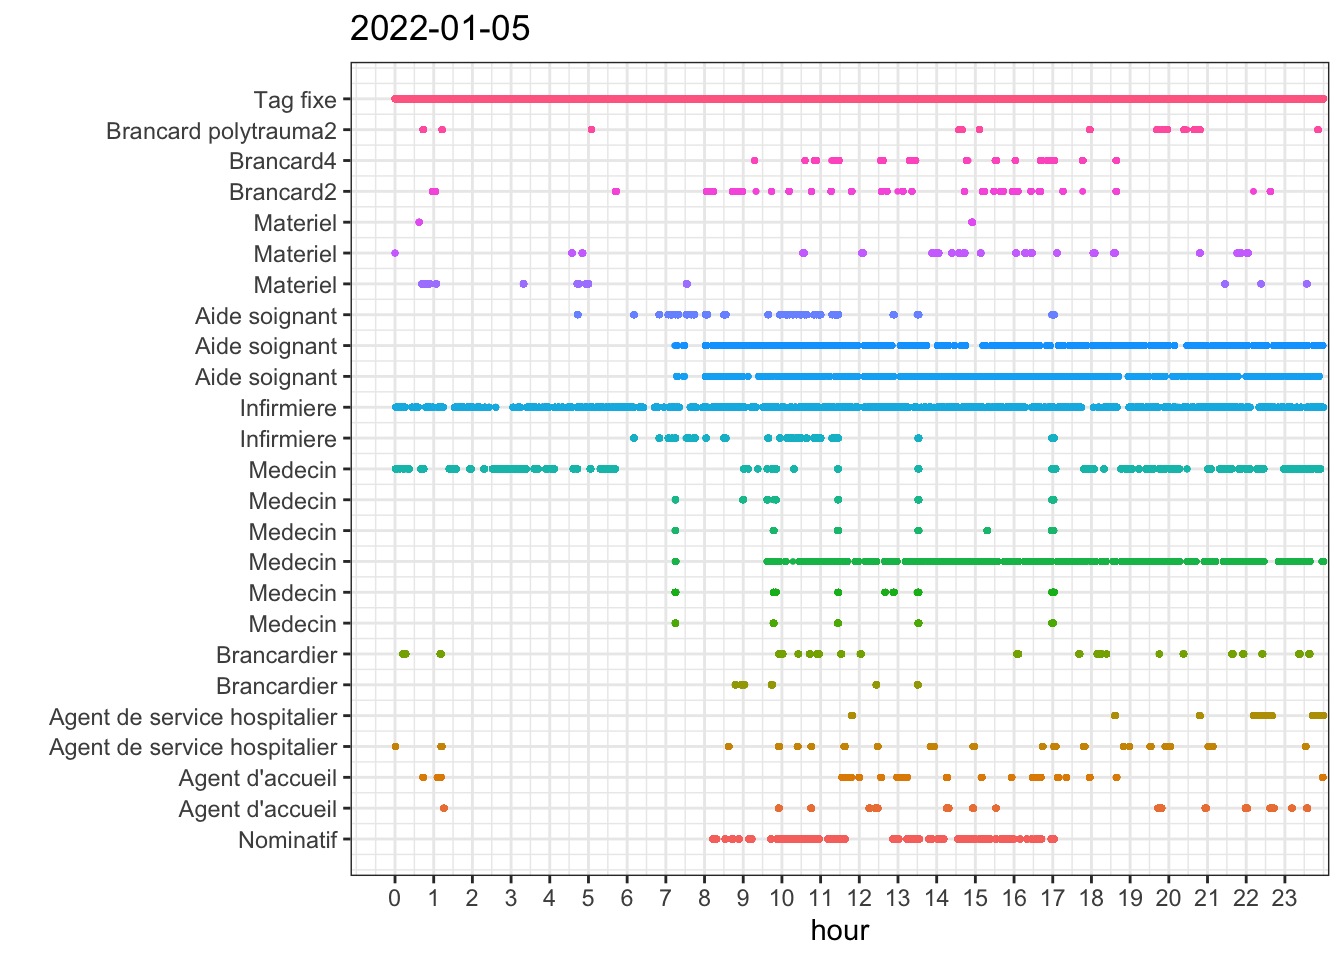 2022-01-05
Tag fixe
Brancard polytrauma2
Brancard4
Brancard2
Materiel
Materiel
Materiel
Aide soignant
Aide soignant
Aide soignant
Infirmiere
Infirmiere
Medecin
Medecin
Medecin
Medecin
Medecin
Medecin
Brancardier
Brancardier
Agent de service hospitalier
Agent de service hospitalier
Agent d'accueil
Agent d'accueil
Nominatif
0 1 2 3 4 5 6 7 8 9 10 11 12 13 14 15 16 17 18 19 20 21 22 23
hour